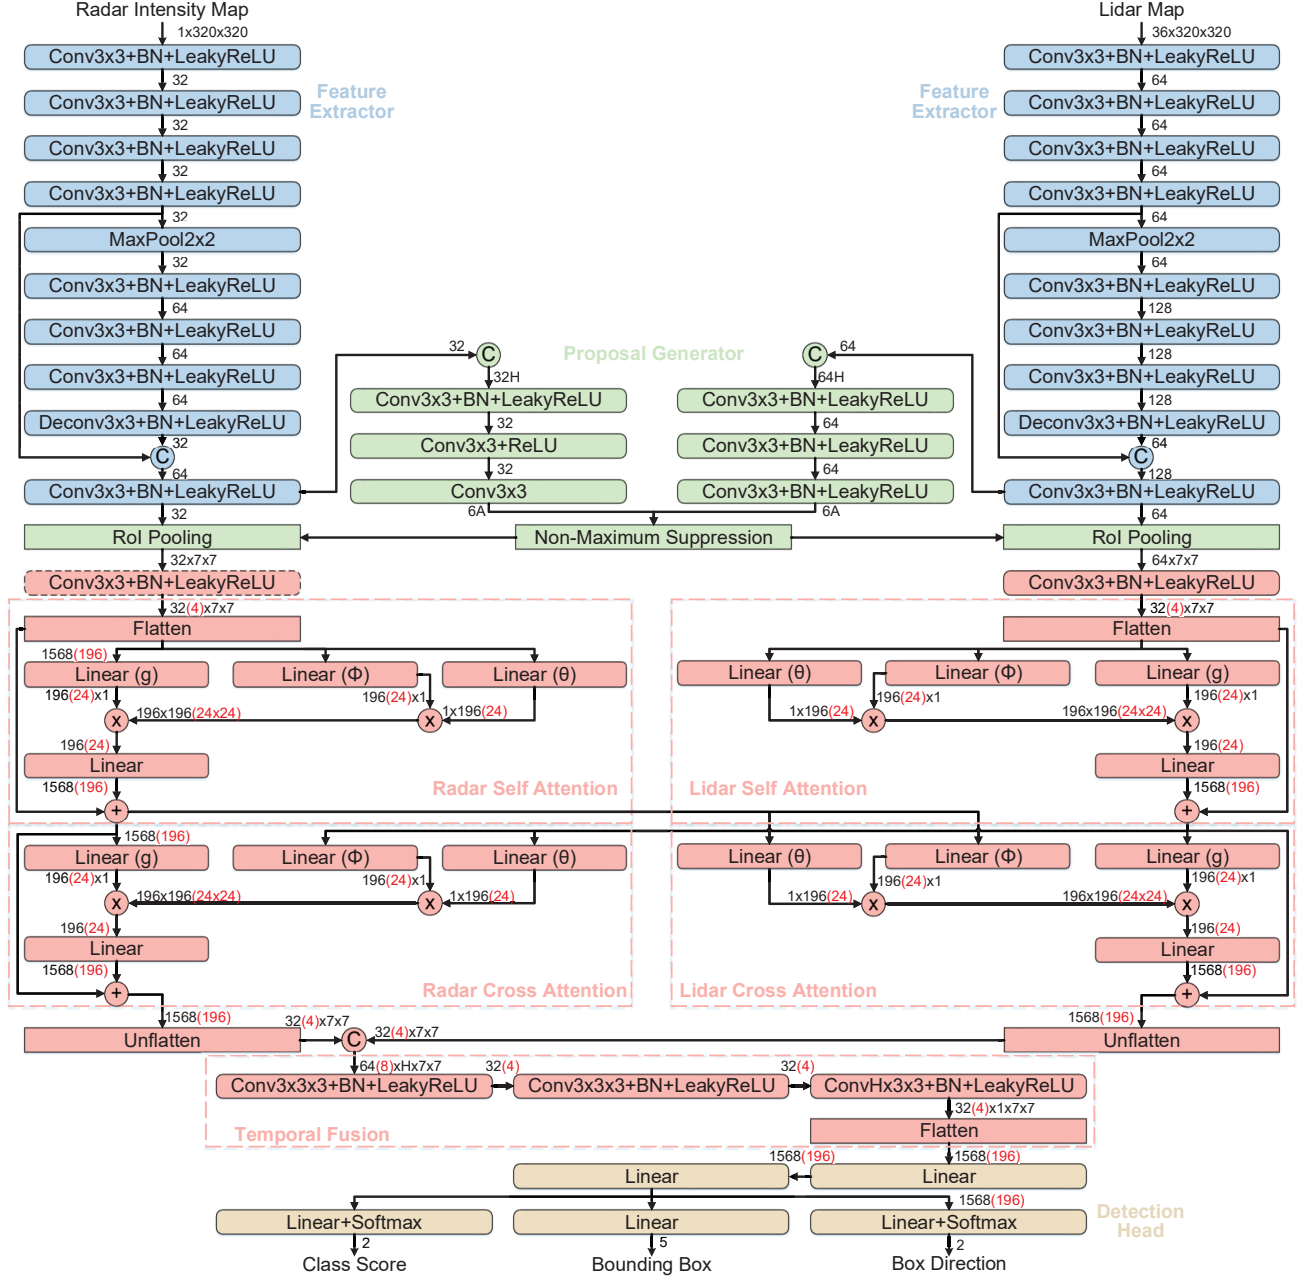 Radar Intensity Map
Lidar Map
1x320x320
36x320x320
Conv3x3+BN+LeakyReLU
Conv3x3+BN+LeakyReLU
32
64
Feature
Extractor
Feature
Extractor
Conv3x3+BN+LeakyReLU
Conv3x3+BN+LeakyReLU
32
64
Conv3x3+BN+LeakyReLU
Conv3x3+BN+LeakyReLU
32
64
Conv3x3+BN+LeakyReLU
Conv3x3+BN+LeakyReLU
32
64
MaxPool2x2
MaxPool2x2
32
64
Conv3x3+BN+LeakyReLU
Conv3x3+BN+LeakyReLU
64
128
Conv3x3+BN+LeakyReLU
Conv3x3+BN+LeakyReLU
64
128
Conv3x3+BN+LeakyReLU
Conv3x3+BN+LeakyReLU
64
128
Deconv3x3+BN+LeakyReLU
Deconv3x3+BN+LeakyReLU
32
64
C
C
64
128
Conv3x3+BN+LeakyReLU
Conv3x3+BN+LeakyReLU
32
64
32
C
Proposal Generator
C
64
32H
64H
Conv3x3+BN+LeakyReLU
Conv3x3+BN+LeakyReLU
32
64
Conv3x3+ReLU
Conv3x3+BN+LeakyReLU
32
64
Conv3x3
Conv3x3+BN+LeakyReLU
6A
6A
RoI Pooling
Non-Maximum Suppression
RoI Pooling
32x7x7
64x7x7
Conv3x3+BN+LeakyReLU
Conv3x3+BN+LeakyReLU
32(4)x7x7
32(4)x7x7
Flatten
Flatten
1568(196)
Linear (g)
Linear (Φ)
Linear (θ)
Linear (θ)
Linear (Φ)
Linear (g)
196(24)x1
196(24)x1
1x196(24)
1x196(24)
196(24)x1
196(24)x1
x
196x196(24x24)
x
x
196x196(24x24)
x
196(24)
196(24)
Linear
Linear
1568(196)
1568(196)
Radar Self Attention
Lidar Self Attention
+
+
1568(196)
Linear (g)
Linear (Φ)
Linear (θ)
Linear (θ)
Linear (Φ)
Linear (g)
196(24)x1
196(24)x1
1x196(24)
1x196(24)
196(24)x1
196(24)x1
x
196x196(24x24)
x
x
196x196(24x24)
x
196(24)
196(24)
Linear
Linear
1568(196)
1568(196)
Radar Cross Attention
Lidar Cross Attention
+
+
1568(196)
1568(196)
Unflatten
32(4)x7x7
C
32(4)x7x7
Unflatten
64(8)xHx7x7
Conv3x3x3+BN+LeakyReLU
32(4)
Conv3x3x3+BN+LeakyReLU
32(4)
ConvHx3x3+BN+LeakyReLU
32(4)x1x7x7
Temporal Fusion
Flatten
1568(196)
1568(196)
Linear
Linear
1568(196)
Linear+Softmax
Linear
Linear+Softmax
Detection
Head
2
5
2
Class Score
Bounding Box
Box Direction